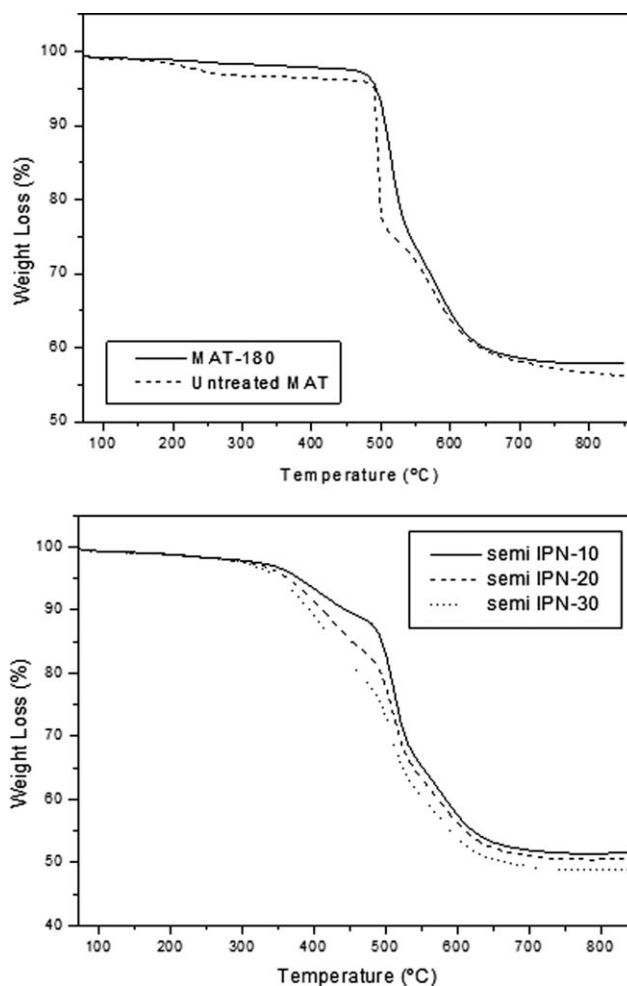 100
90
80
70
60
50
Weight Loss (%)
MAT-180
Untreated MAT
100 200 300 400 500 600 700 800
Temperature (ºC)
100
90
80
70
60
50
40
Weight Loss (%)
semi IPN-10
semi IPN-20
semi IPN-30
100 200 300 400 500 600 700 800
Temperature (ºC)